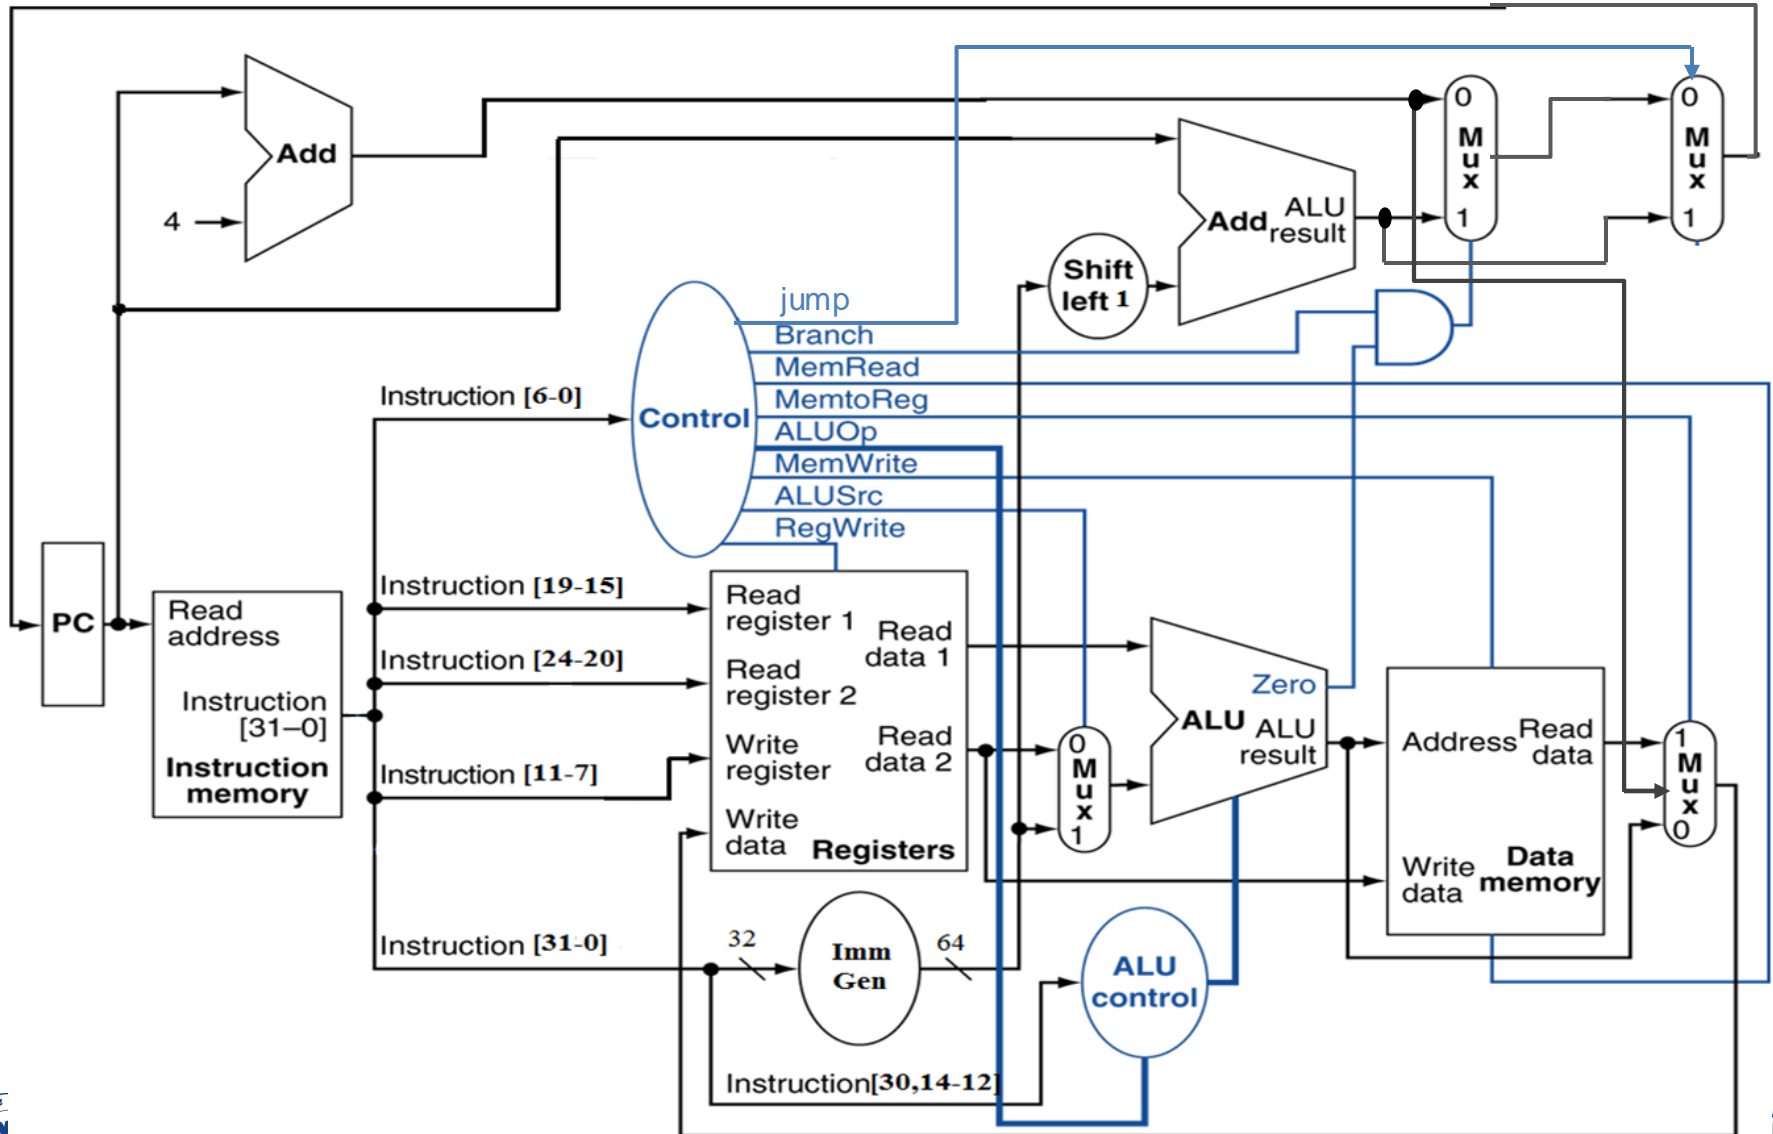 jump
Branch
MemRead
MemtoReg
ALUOp
MemWrite
ALUSrc
RegWrite
Control
Add
4
Add
ALU
result
Shift
left 1
0
M
u
x
1
0
M
u
x
1
PC
Read
address
Instruction
[31–0]
Instruction
memory
Instruction [6-0]
Instruction [19-15]
Instruction [24-20]
Instruction [11-7]
Instruction [31-0]
Instruction[30,14-12]
Read
register 1
Read
register 2
Write
register
Write
data
Read
data 1
Read
data 2
Registers
32
Imm
Gen
64
0
M
u
x
1
Zero
ALU
ALU
result
ALU
control
Address
Read
data
Write
data
Data
memory
1
M
u
x
0